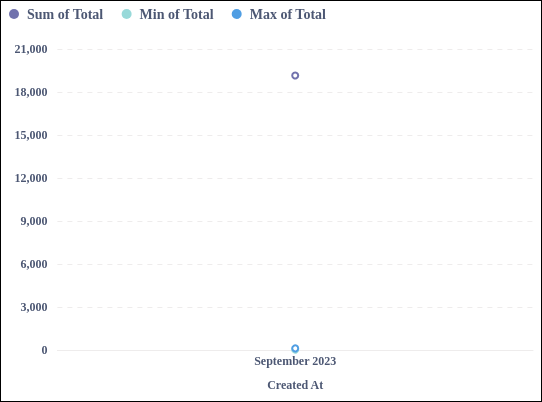 Sum of Total Min of Total Max of Total
21,000
18,000
15,000
12,000
9,000
6,000
3,000
0
September 2023
Created At